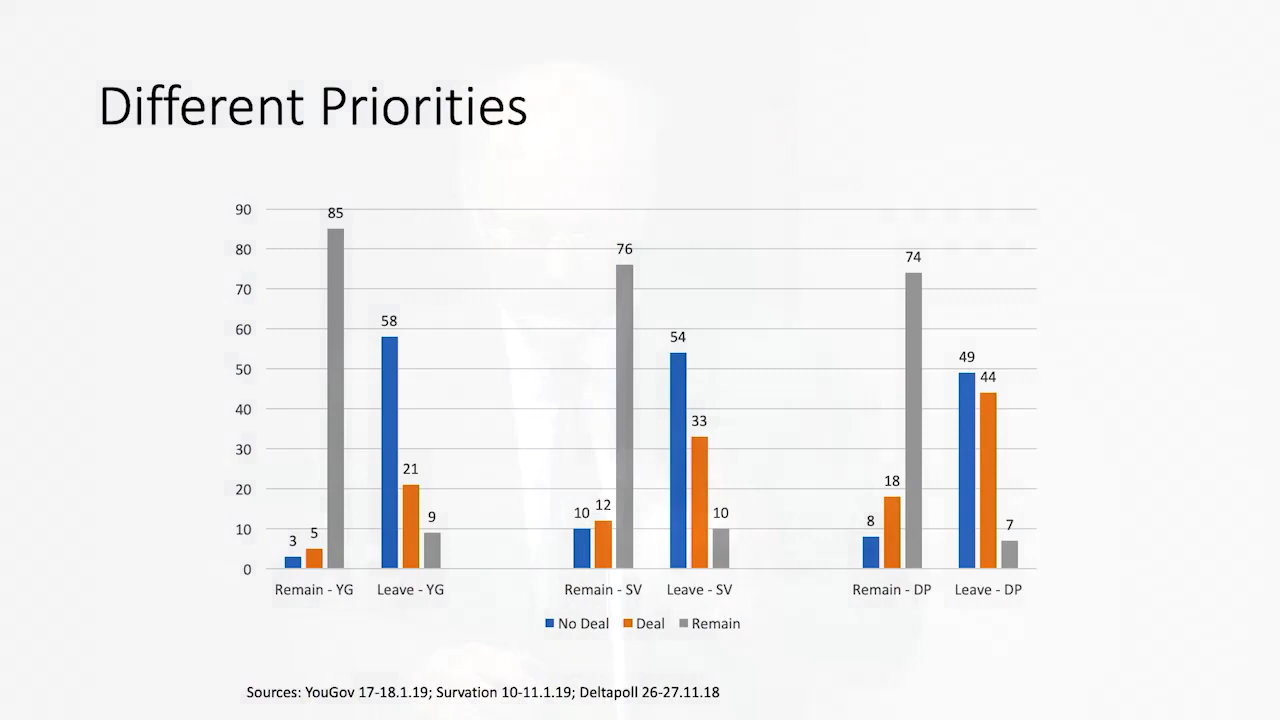 Different Priorities
90
80
70
60
50
40
30
20
10
0
3
5
85
58
21
9
10
12
76
54
33
10
8
18
74
49
44
7
Remain - YG
Leave - YG
Remain - SV
Leave - SV
Remain - DP
Leave - DP
No Deal
Deal
Remain
Sources: YouGov 17-18.1.19; Survation 10-11.1.19; Deltapoll 26-27.11.18